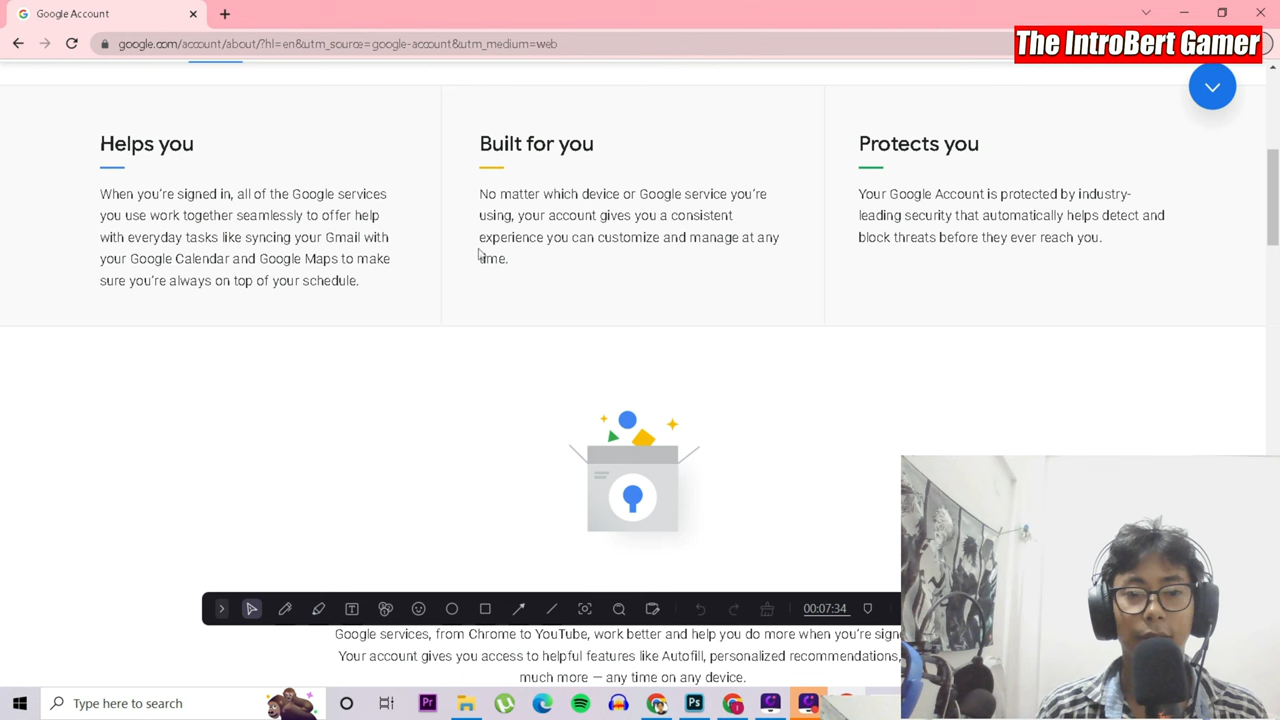 Google Account
google.com/account/about/?hl=en&utm_source=google-account&utm_medium=web
The IntroBert Gamer
Helps you
When you're signed in, all of the Google services
you use work together seamlessly to offer help
with everyday tasks like syncing your Gmail with
your Google Calendar and Google Maps to make
sure you're always on top of your schedule.
Built for you
No matter which device or Google service you're
using, your account gives you a consistent
experience you can customize and manage at any
time.
Protects you
Your Google Account is protected by industry-
leading security that automatically helps detect and
block threats before they ever reach you.
00:07:34
Google services, from Chrome to YouTube, work better and help you do more when you're
Your account gives you access to helpful features like Autofill, personalized recommendations,
much more — any time on any device.
Type here to search
Pr
Ps